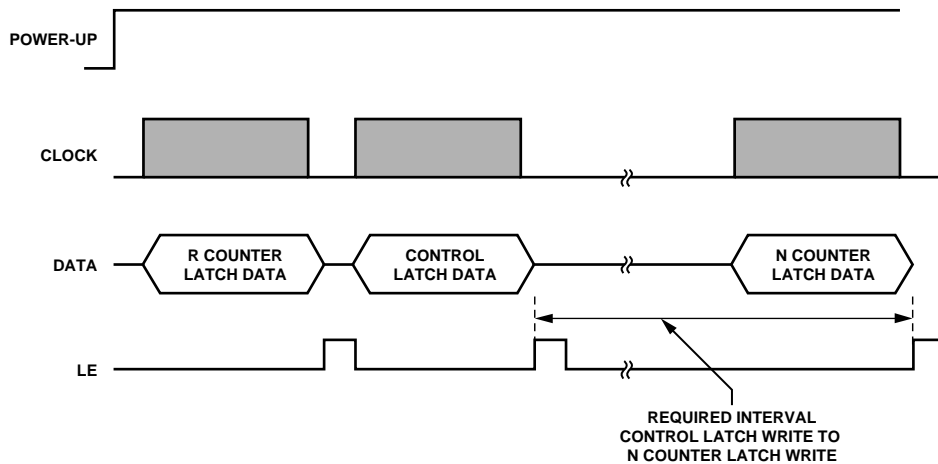 POWER-UP
CLOCK
DATA
R COUNTER
LATCH DATA
CONTROL
LATCH DATA
N COUNTER
LATCH DATA
LE
REQUIRED INTERVAL
CONTROL LATCH WRITE TO
N COUNTER LATCH WRITE